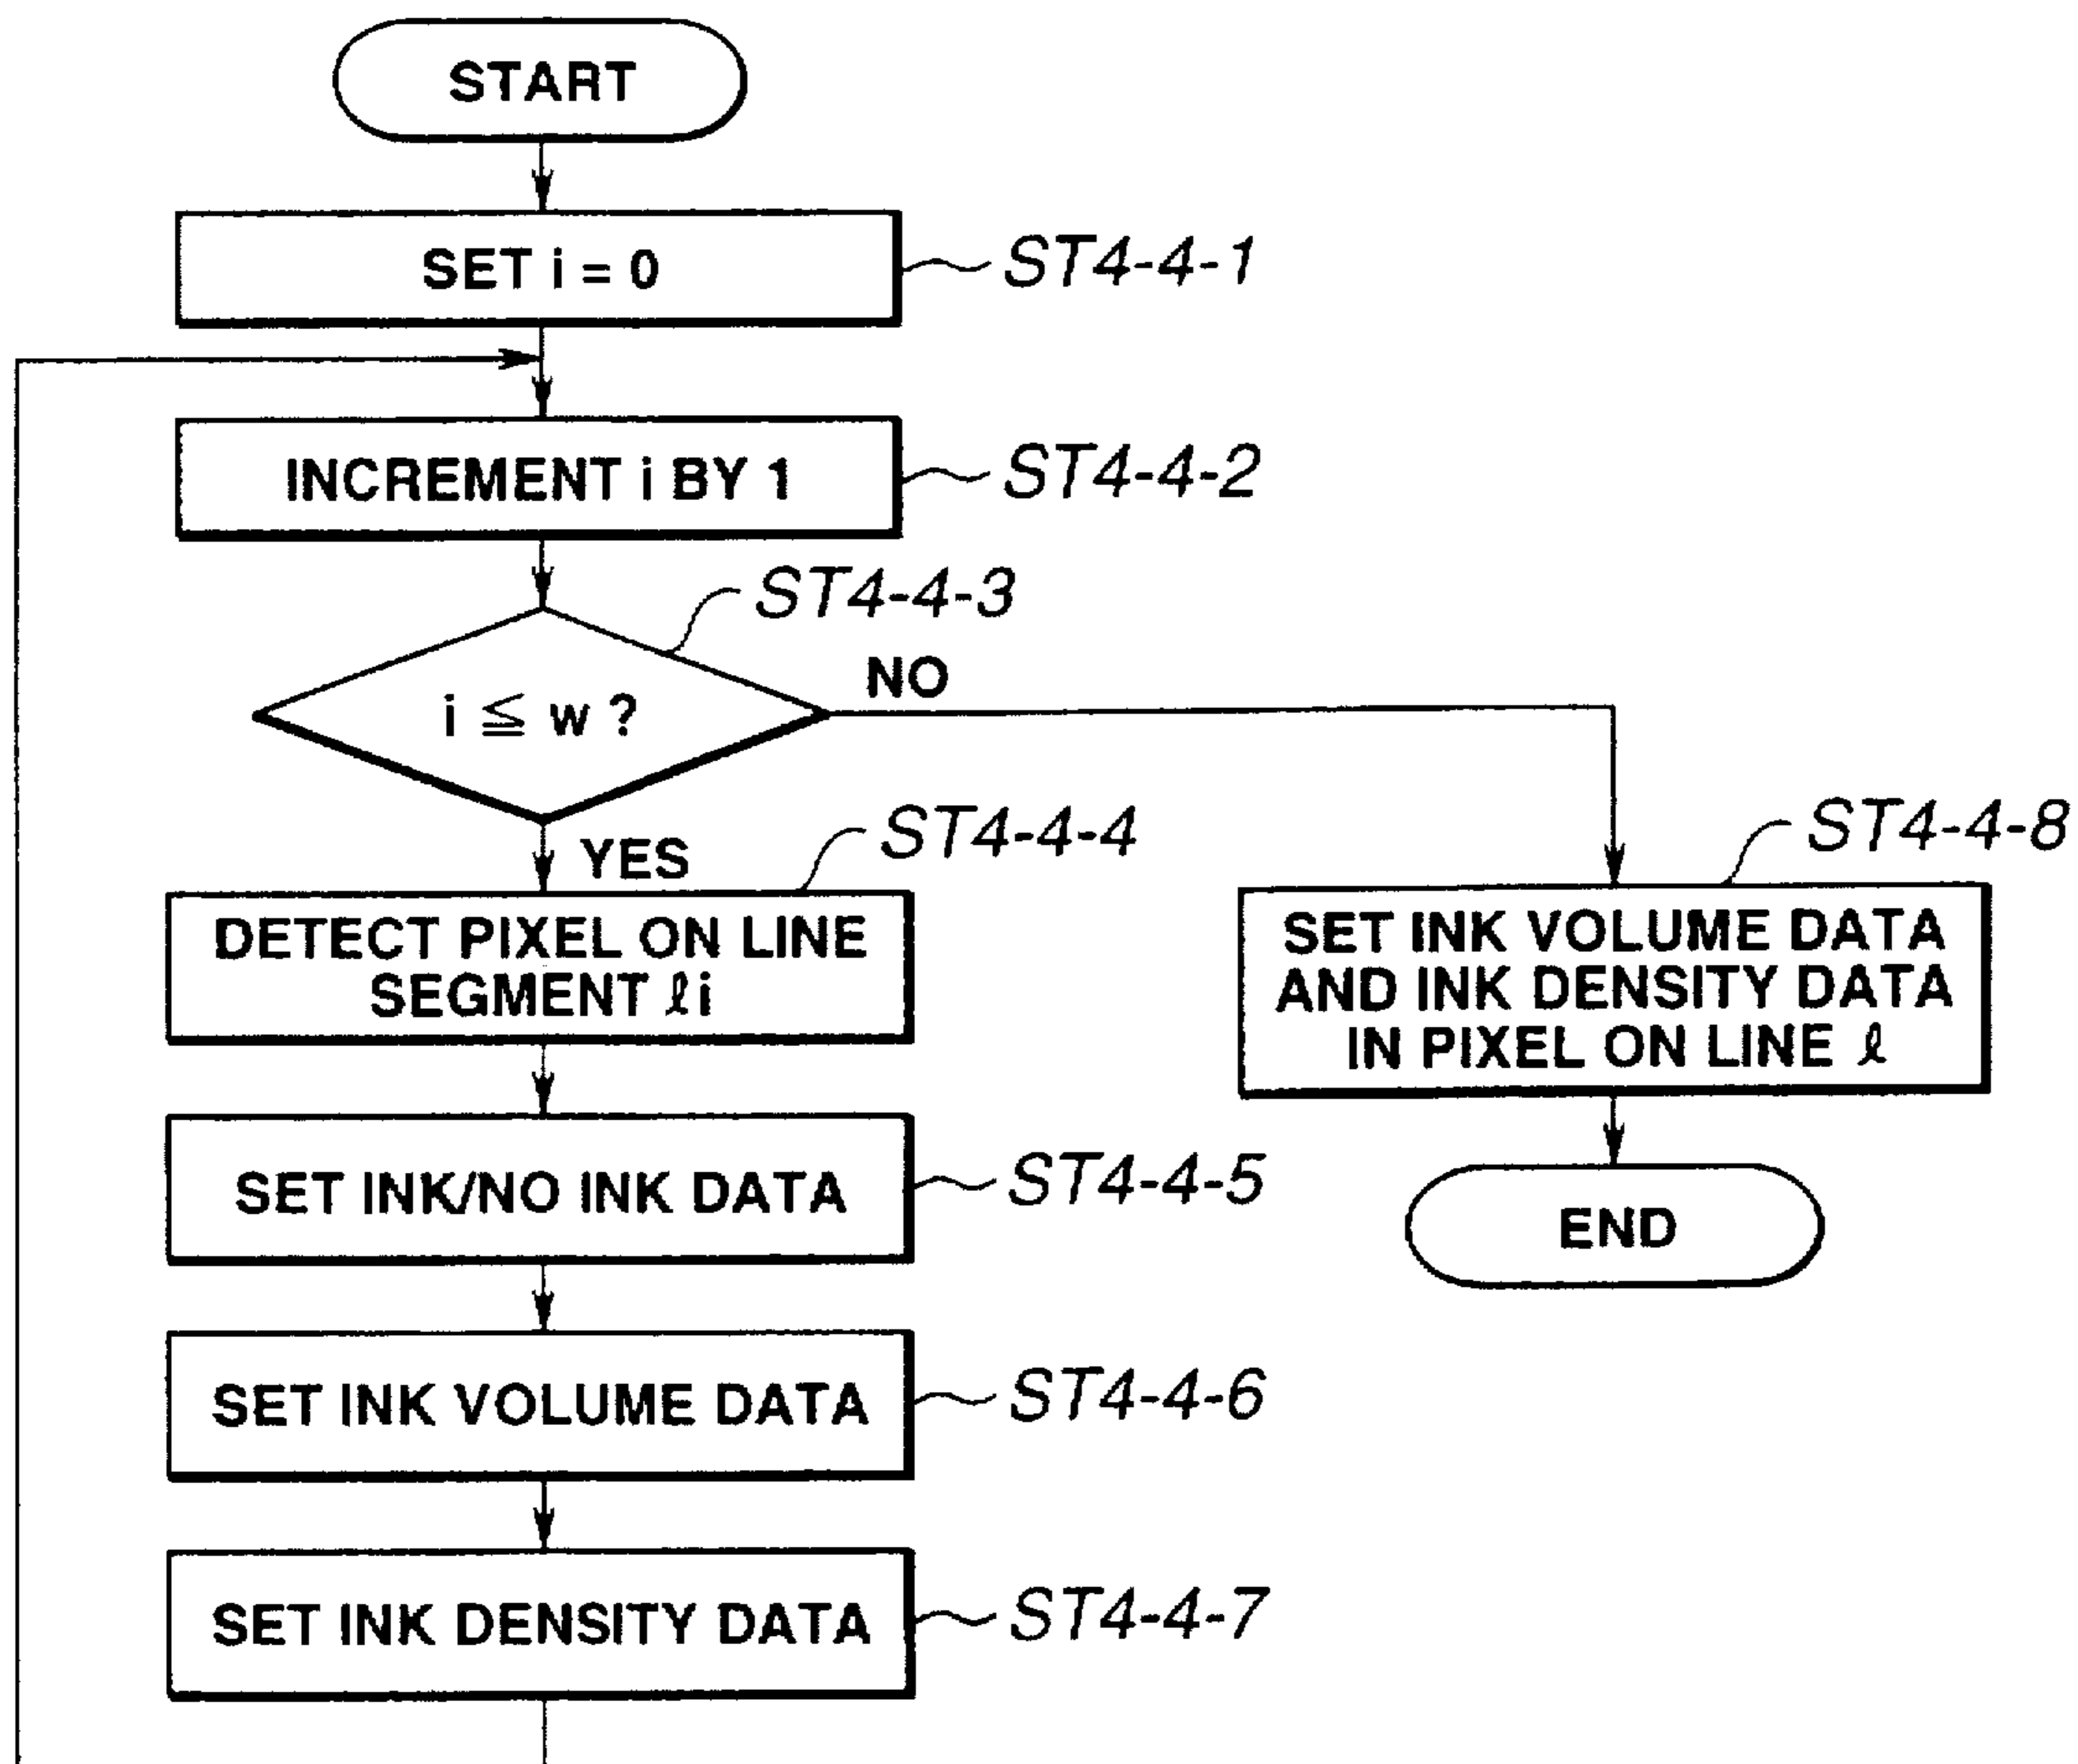 START
SET i = 0
ST4-4-1
INCREMENT i BY 1
ST4-4-2
ST4-4-3
i ≦ w ?
NO
YES
ST4-4-4
DETECT PIXEL ON LINE
SEGMENT ℓi
ST4-4-8
SET INK VOLUME DATA
AND INK DENSITY DATA
IN PIXEL ON LINE ℓ
SET INK/NO INK DATA
ST4-4-5
END
SET INK VOLUME DATA
ST4-4-6
SET INK DENSITY DATA
ST4-4-7